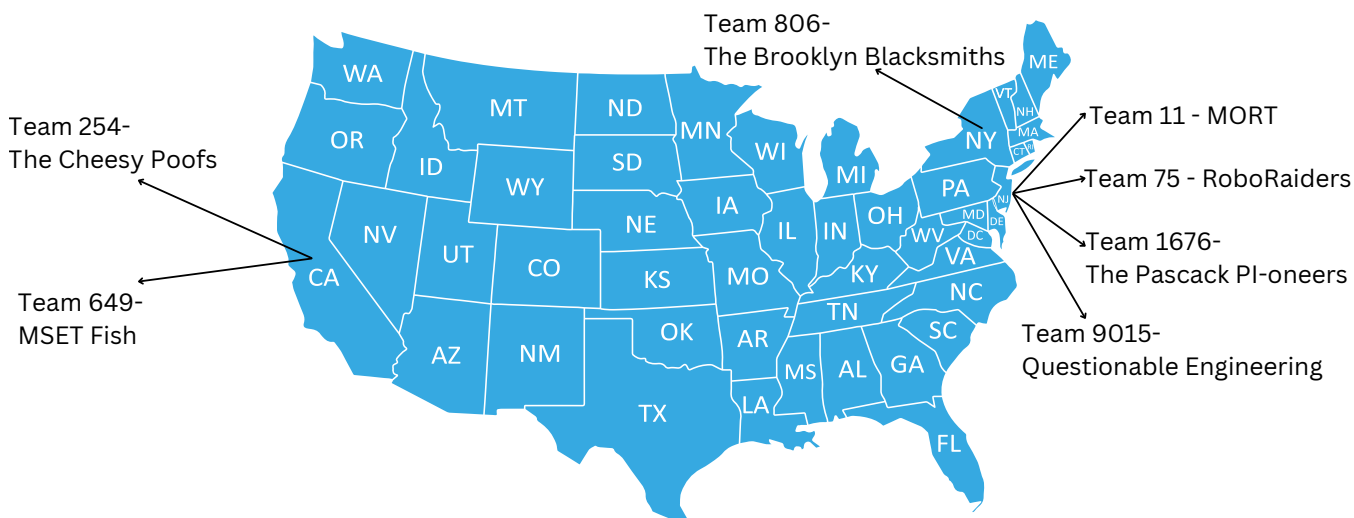 Team 806-
The Brooklyn Blacksmiths
Team 254-
The Cheesy Poofs
Team 649-
MSET Fish
Team 11 - MORT
Team 75 - RoboRaiders
Team 1676-
The Pascack PI-oneers
Team 9015-
Questionable Engineering
WA
OR
CA
ID
NV
MT
WY
UT
AZ
CO
NM
ND
SD
NE
KS
OK
TX
MN
IA
MO
AR
LA
WI
IL
MI
IN
OH
KY
TN
MS
AL
GA
FL
SC
NC
VA
WV
DC
MD
DE
PA
NJ
NY
CT
RI
MA
VT
NH
ME